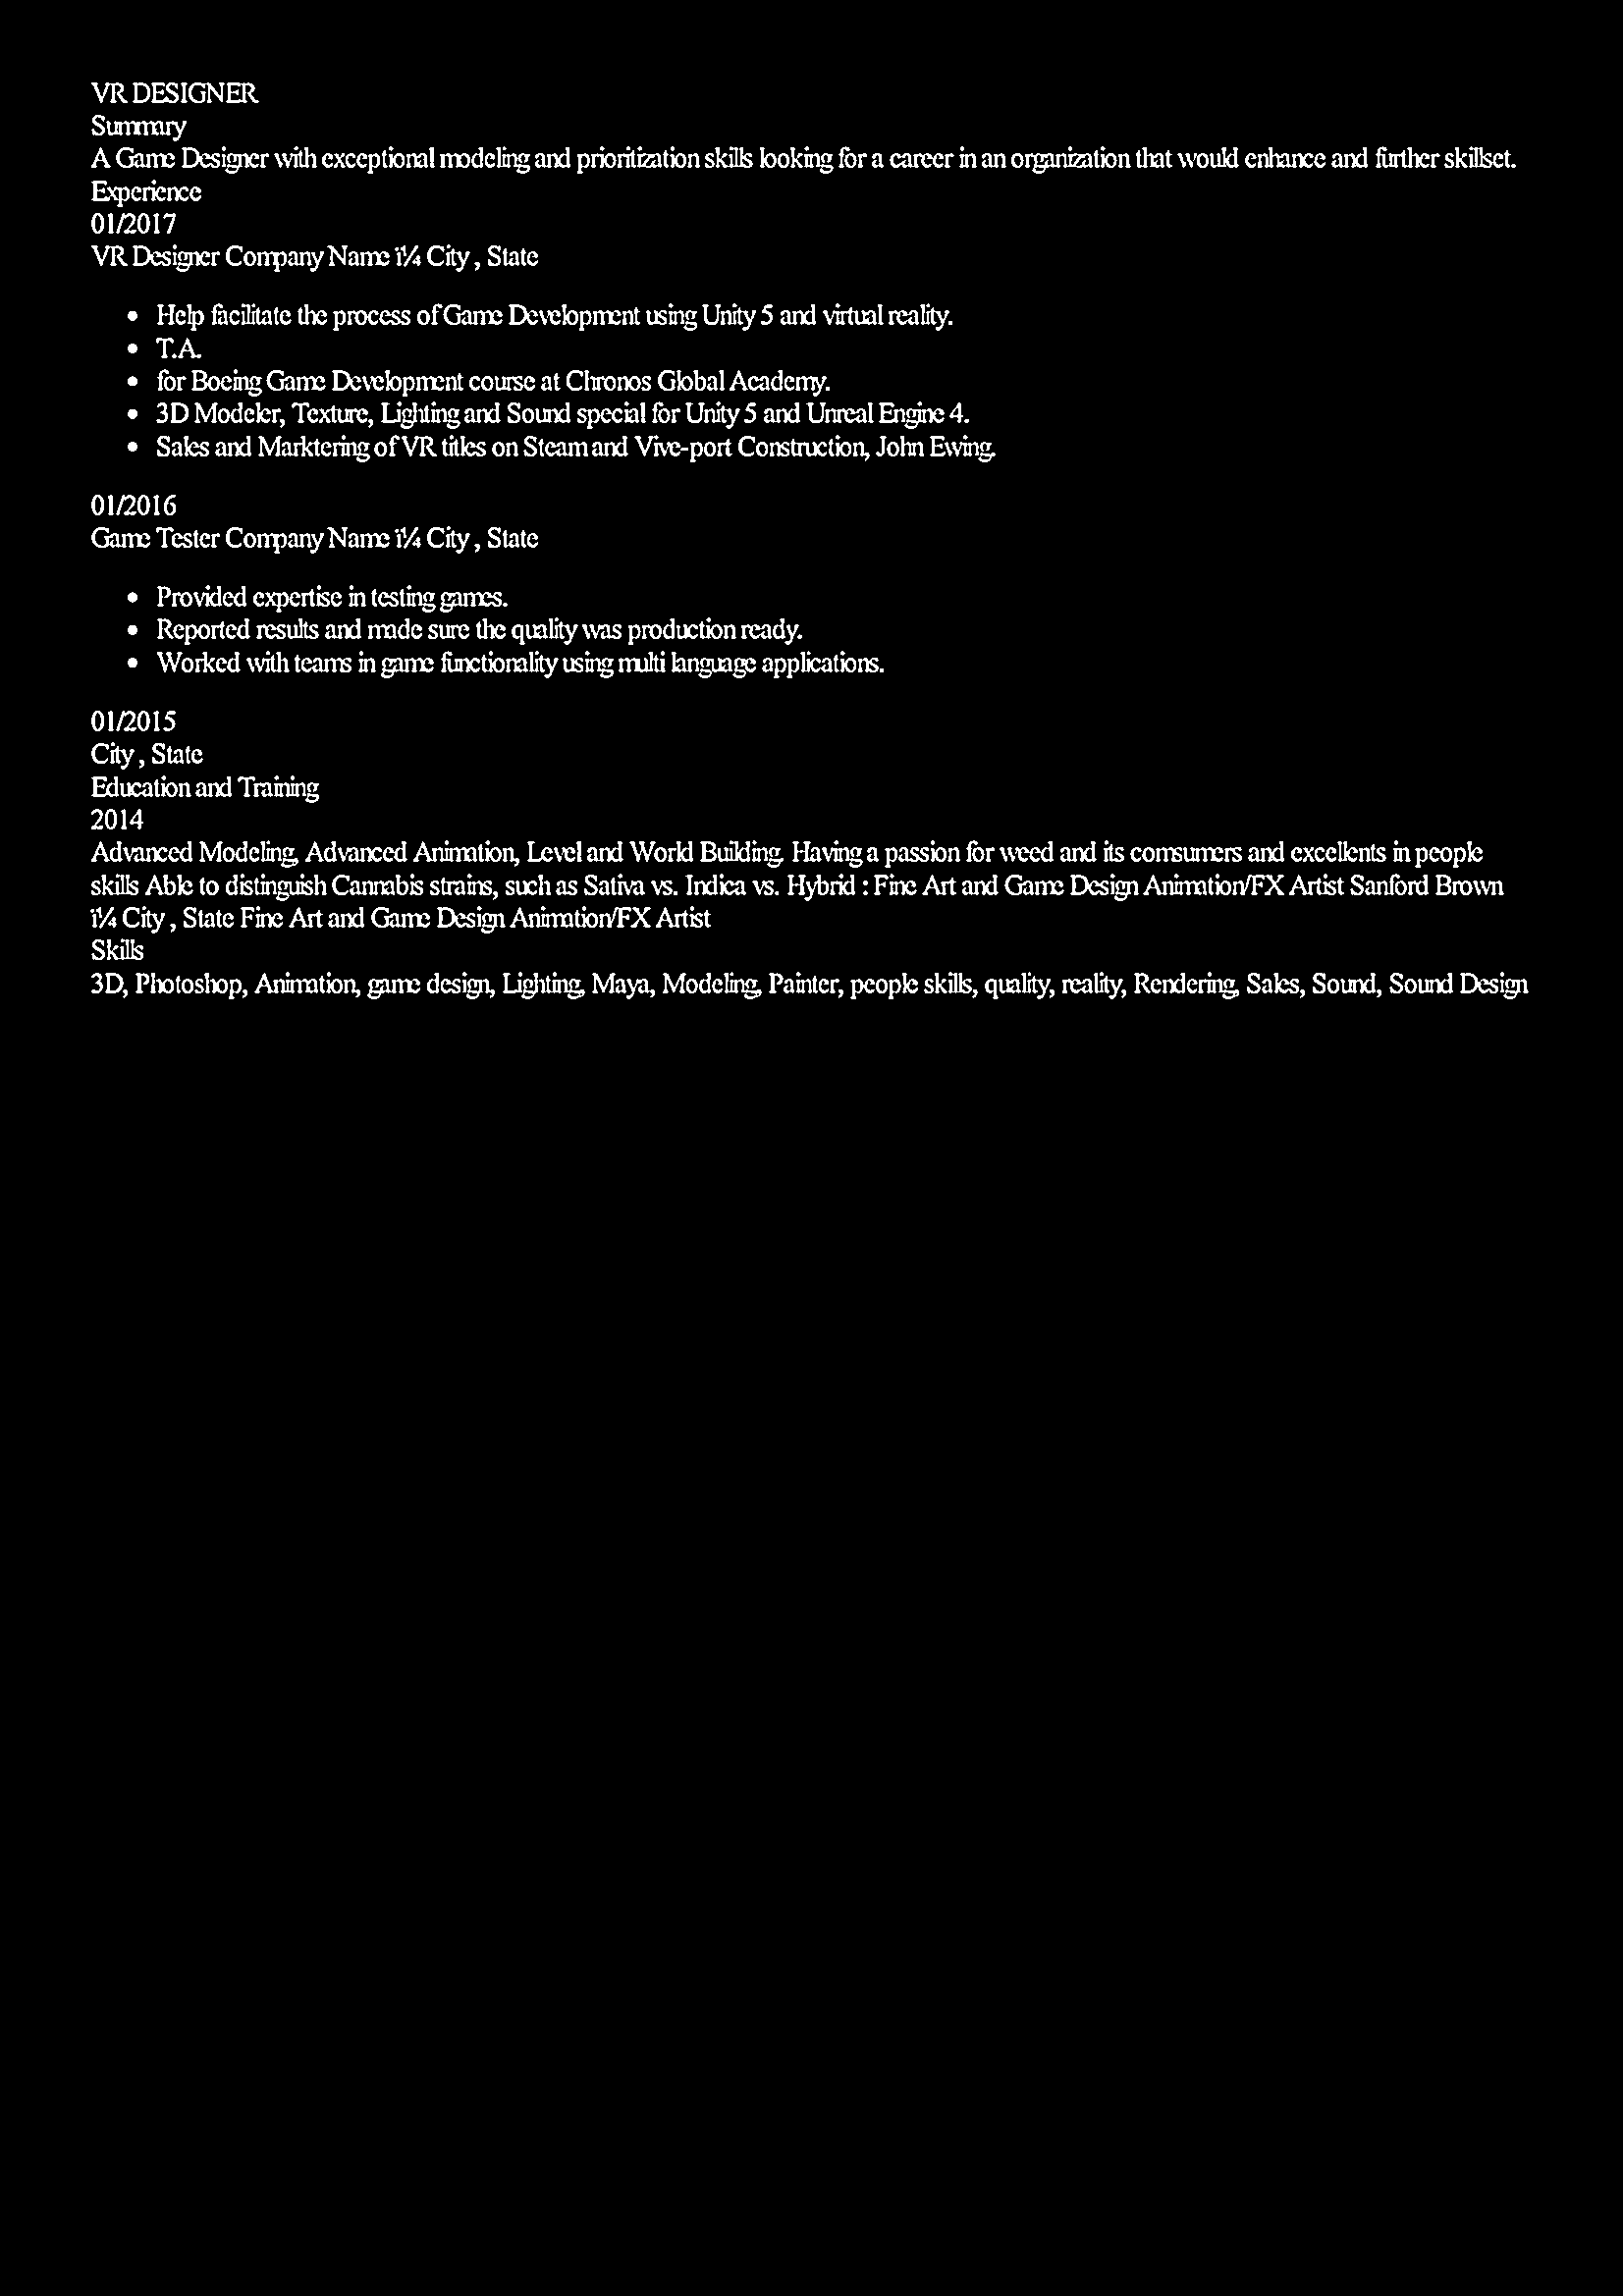 VR DESIGNER
Summary
A Game Designer with exceptional modeling and prioritization skills looking for a career in an organization that would enhance and further skillset.
Experience
01/2017
VR Designer Company Name ï¼ City , State
• Help facilitate the process of Game Development using Unity 5 and virtual reality.
• T.A.
• for Boeing Game Development course at Chronos Global Academy.
• 3D Modeler, Texture, Lighting and Sound special for Unity 5 and Unreal Engine 4.
• Sales and Marktering of VR titles on Steam and Vive-port Construction, John Ewing.
01/2016
Game Tester Company Name ï¼ City , State
• Provided expertise in testing games.
• Reported results and made sure the quality was production ready.
• Worked with teams in game functionality using multi language applications.
01/2015
City , State
Education and Training
2014
Advanced Modeling, Advanced Animation, Level and World Building. Having a passion for weed and its comsumers and excellents in people
skills Able to distinguish Cannabis strains, such as Sativa vs. Indica vs. Hybrid : Fine Art and Game Design Animation/FX Artist Sanford Brown
ï¼ City , State Fine Art and Game Design Animation/FX Artist
Skills
3D, Photoshop, Animation, game design, Lighting, Maya, Modeling, Painter, people skills, quality, reality, Rendering, Sales, Sound, Sound Design